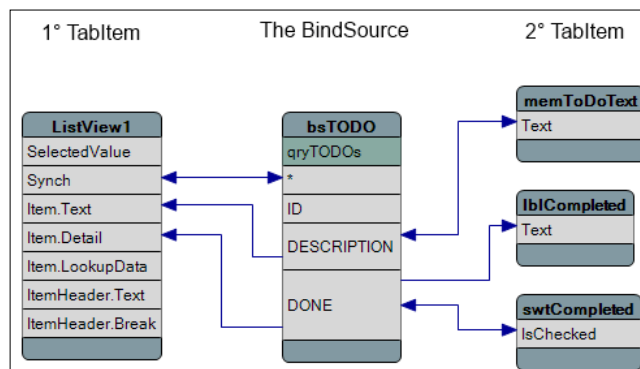 1° TabItem
The BindSource
2° TabItem
ListView1
SelectedValue
Synch
Item.Text
Item.Detail
Item.LookupData
ItemHeader.Text
ItemHeader.Break
bsTODO
qryTODOs
*
ID
DESCRIPTION
DONE
memToDoText
Text
lblCompleted
Text
swtCompleted
IsChecked